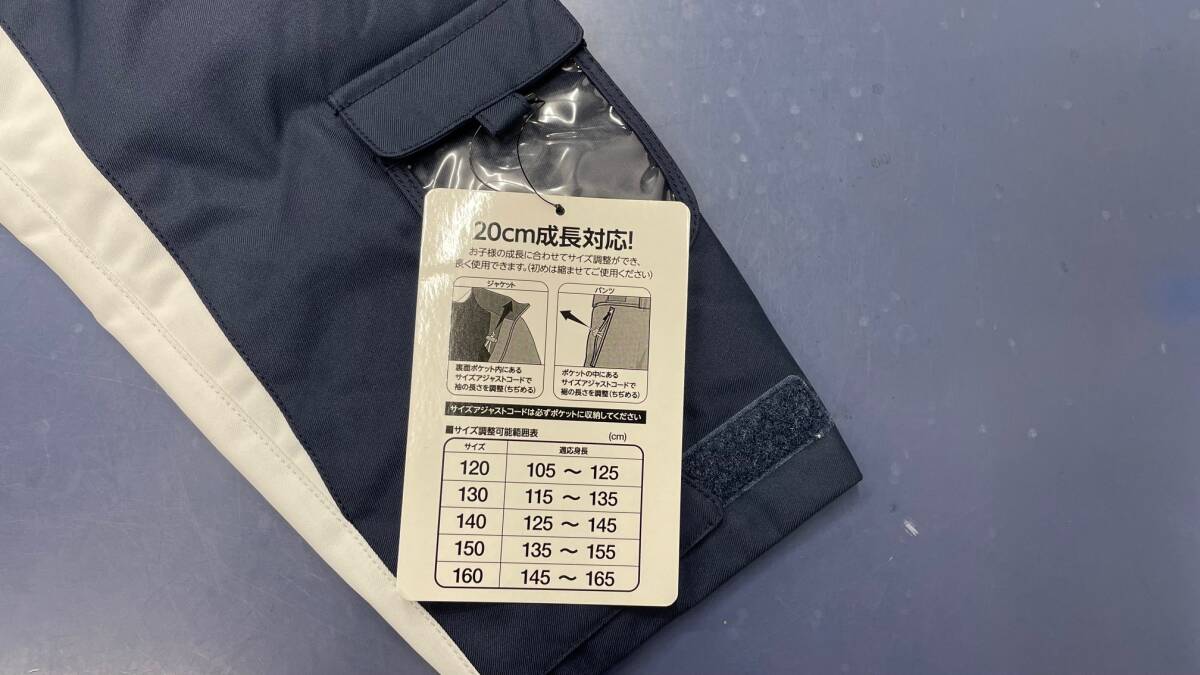 20cm成長対応!
お子様の成長に合わせてサイズ調整ができ、
長く使用できます。(初めは縮ませてご使用ください)
ジャケット
裏面ポケット内にある
サイズアジャストコードで
袖の長さを調整(ちぢめる)
パンツ
ポケットの中にある
サイズアジャストコードで
裾の長さを調整(ちぢめる)
サイズアジャストコードは必ずポケットに収納してください
■サイズ調整可能範囲表 (cm)
サイズ 適応身長
120 105 〜 125
130 115 〜 135
140 125 〜 145
150 135 〜 155
160 145 〜 165